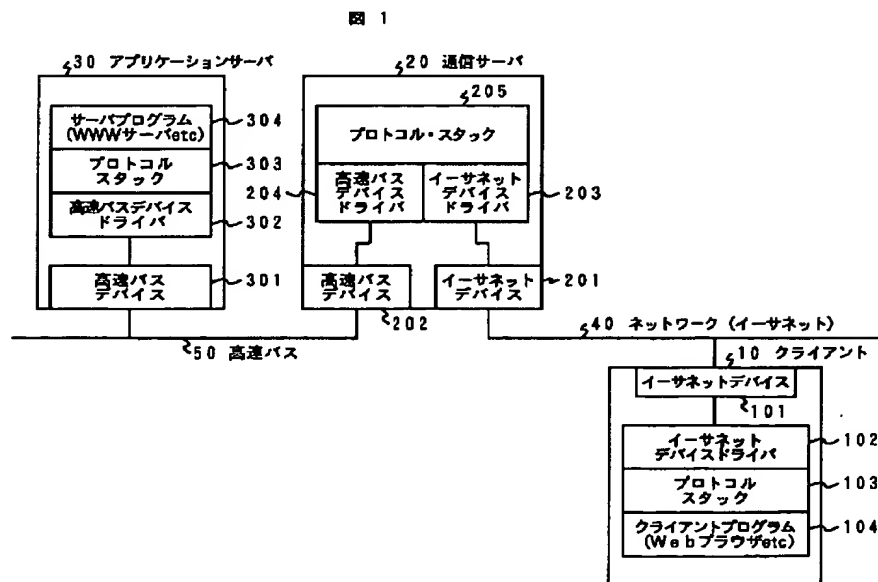 図 1
30 アプリケーションサーバ
サーバプログラム
(WWWサーバetc)
304
プロトコル
スタック
303
高速バスデバイス
ドライバ
302
高速バス
デバイス
301
20 通信サーバ
205
プロトコル・スタック
204
高速バス
デバイス
ドライバ
イーサネット
デバイス
ドライバ
203
高速バス
デバイス
202
イーサネット
デバイス
201
50 高速バス
40 ネットワーク (イーサネット)
10 クライアント
イーサネットデバイス
101
イーサネット
デバイスドライバ
102
プロトコル
スタック
103
クライアントプログラム
(Webブラウザetc)
104